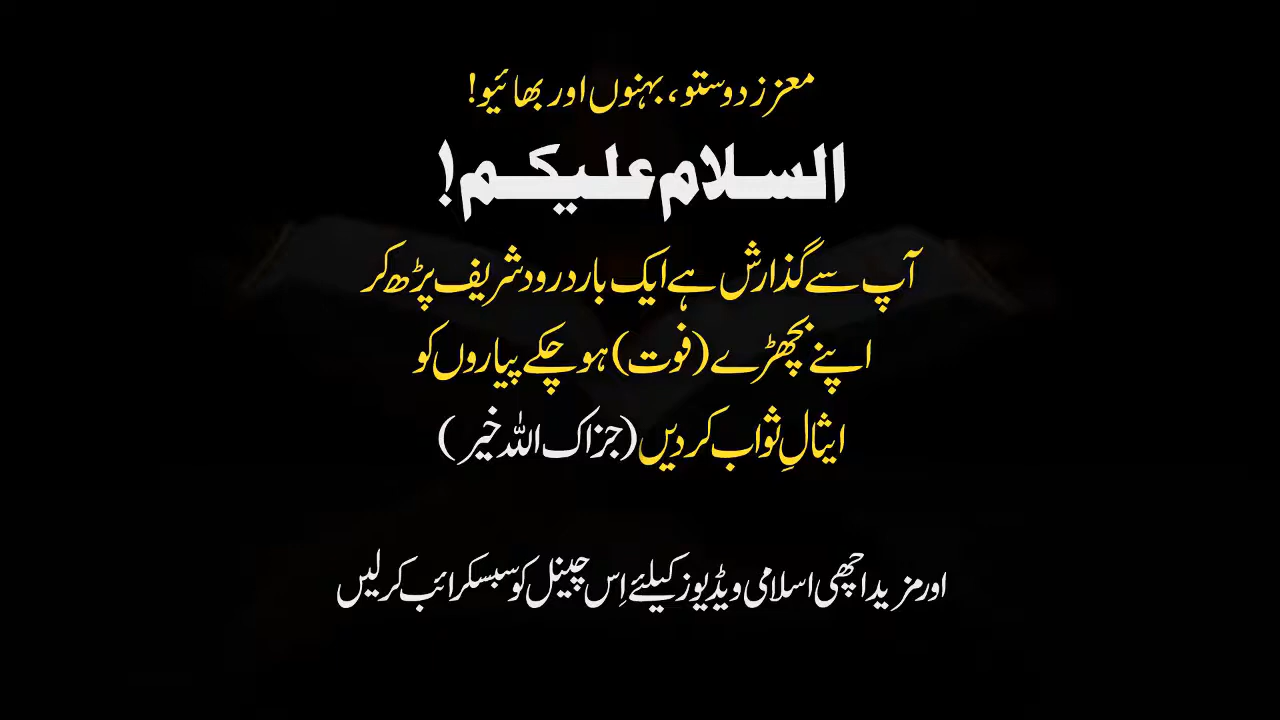 معزز دوستو، بہنوں اور بھائیو!
السلام علیکم!
آپ سے گذارش ہے ایک بار درود شریف پڑھ کر
اپنے بچھڑے (فوت) ہو چکے پیاروں کو
ایثالِ ثواب کر دیں (جزاک اللہ خیر)
اور مزید اچھی اسلامی ویڈیوز کیلئے اِس چینل کو سبسکرائب کر لیں